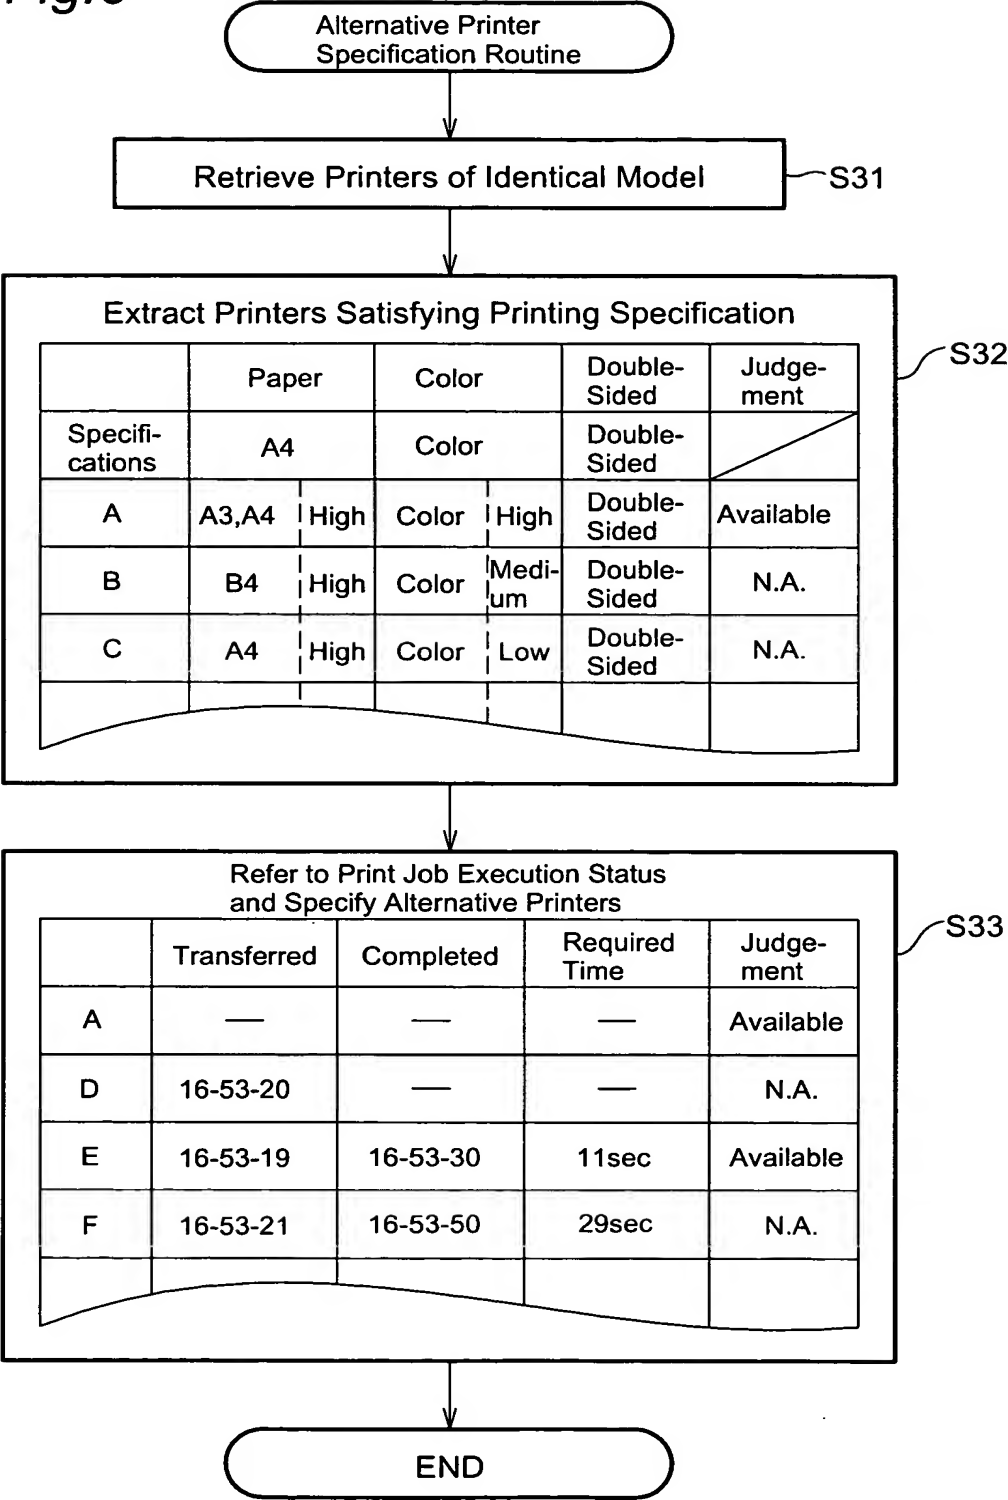 Alternative Printer
Specification Routine
Retrieve Printers of Identical Model
S31
Extract Printers Satisfying Printing Specification
S32
Paper Color Double-Sided Judge-ment
Specifi-cations A4 Color Double-Sided
A A3,A4 High Color High Double-Sided Available
B B4 High Color Medi-um Double-Sided N.A.
C A4 High Color Low Double-Sided N.A.
Refer to Print Job Execution Status
and Specify Alternative Printers
S33
Transferred Completed Required Time Judge-ment
A — — — Available
D 16-53-20 — — N.A.
E 16-53-19 16-53-30 11sec Available
F 16-53-21 16-53-50 29sec N.A.
END